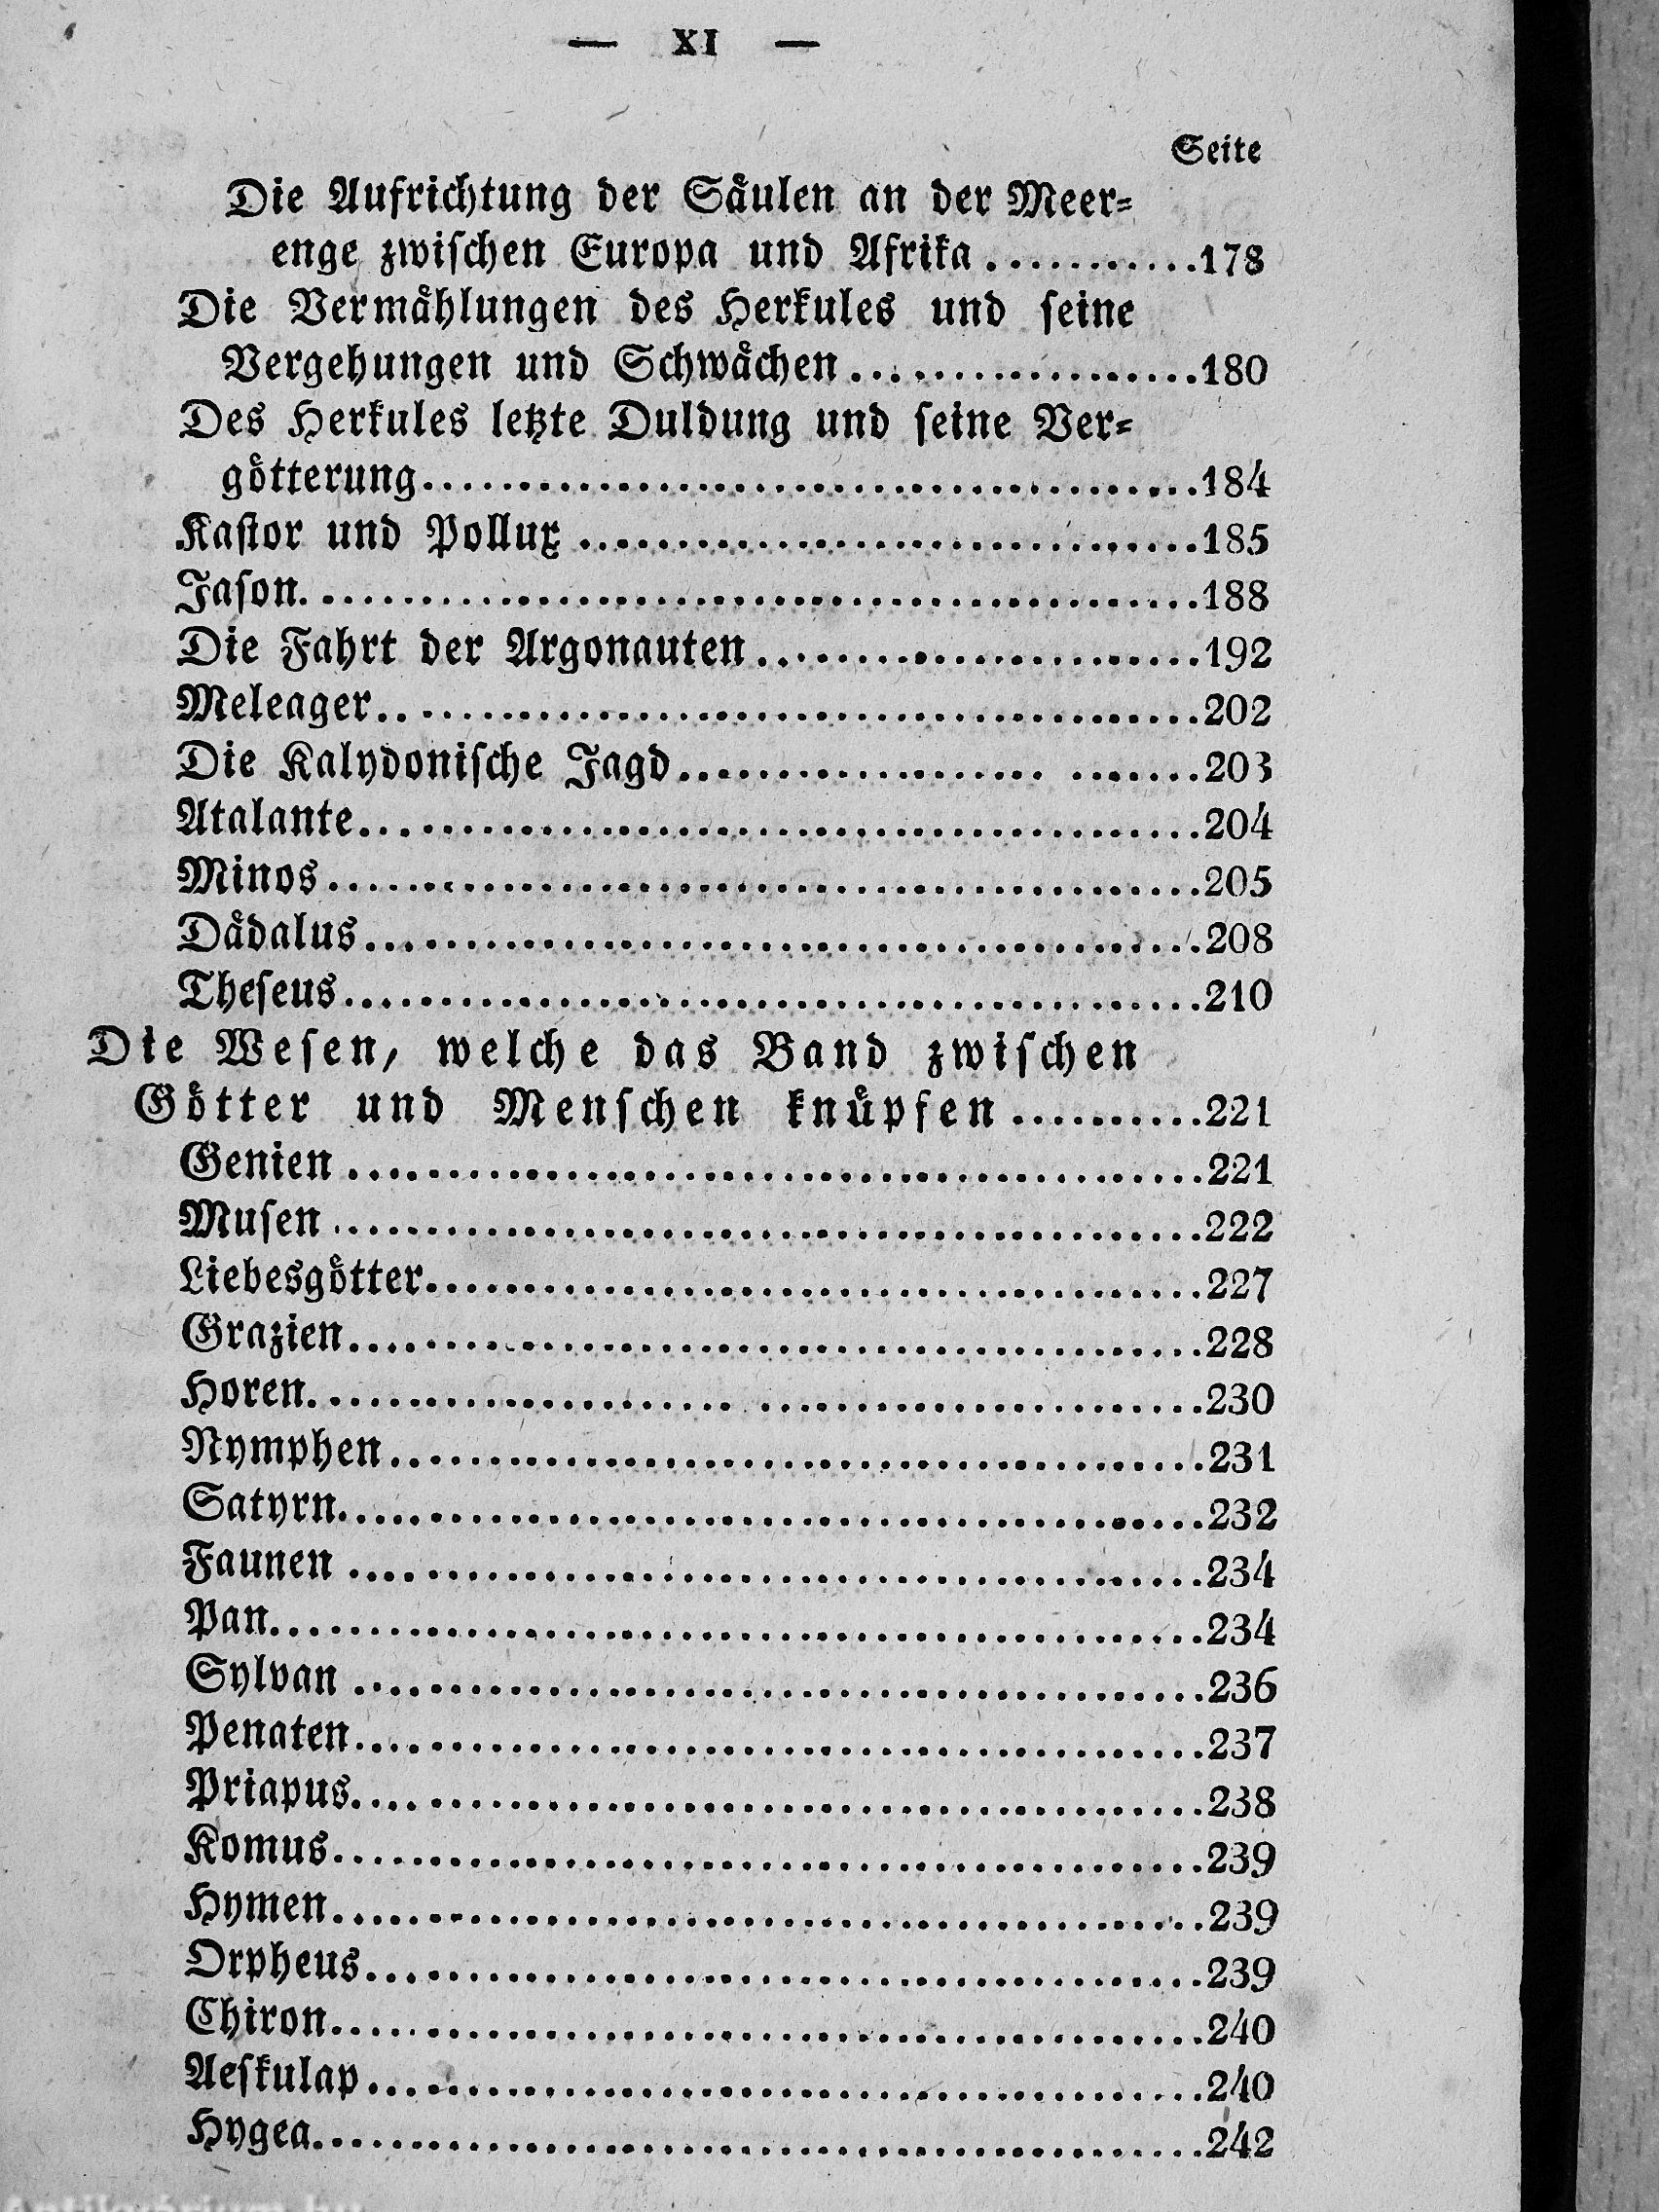 — XI —
Seite
Die Aufrichtung der Säulen an der Meer-
enge zwischen Europa und Afrika...........178
Die Vermählungen des Herkules und seine
Vergehungen und Schwächen..................180
Des Herkules letzte Duldung und seine Ver-
götterung........................................184
Kastor und Pollux ................................185
Jason..............................................188
Die Fahrt der Argonauten.......................192
Meleager..........................................202
Die Kalydonische Jagd................... .......203
Atalante...........................................204
Minos.............................................205
Dädalus...........................................208
Theseus...........................................210
Die Wesen, welche das Band zwischen
Götter und Menschen knüpfen..........221
Genien ............................................221
Musen .............................................222
Liebesgötter.......................................227
Grazien............................................228
Horen...................... .......................230
Nymphen..........................................231
Satyrn.............................................232
Faunen ............................................234
Pan................................................234
Sylvan ............................................236
Penaten............................................237
Priapus............................................238
Komus.............................................239
Hymen.............................................239
Orpheus...........................................239
Chiron.............................................240
Aeskulap..........................................240
Hygea..............................................242